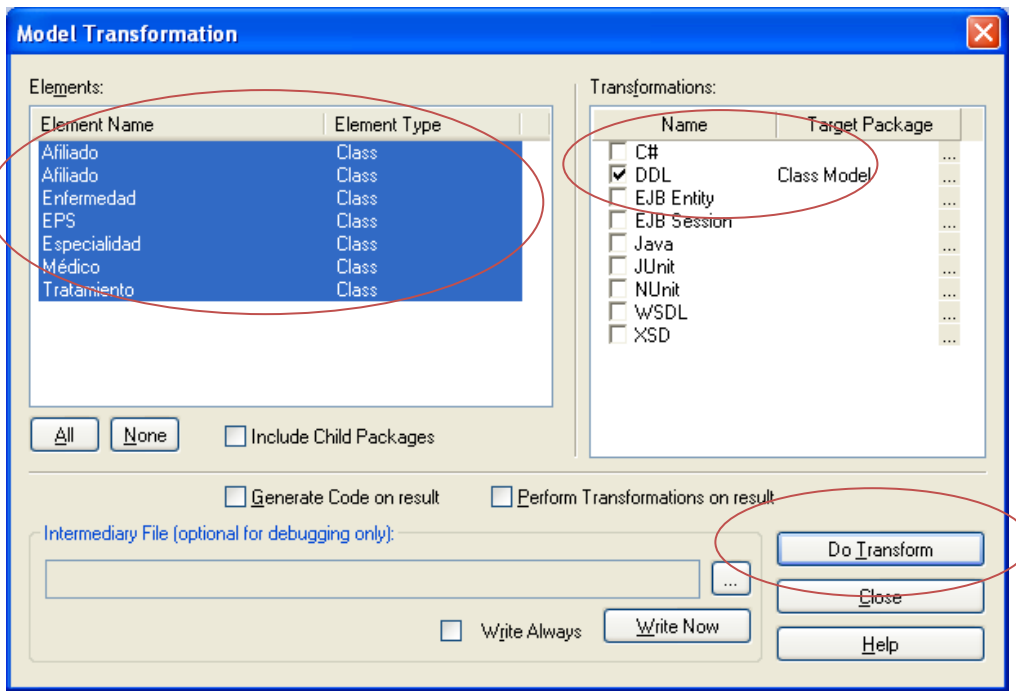 Model Transformation
Elements:
Element Name Element Type
Afiliado Class
Afiliado Class
Enfermedad Class
EPS Class
Especialidad Class
Médico Class
Tratamiento Class
All None Include Child Packages
Transformations:
Name Target Package
C# ...
DDL Class Model ...
EJB Entity ...
EJB Session ...
Java ...
JUnit ...
NUnit ...
WSDL ...
XSD ...
Generate Code on result Perform Transformations on result
Intermediary File (optional for debugging only):
...
Write Always Write Now
Do Transform
Close
Help